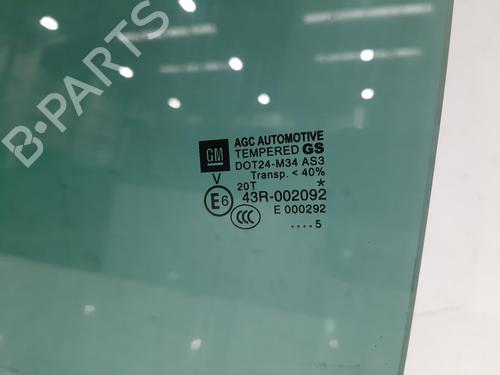 B-PARTS
AGC AUTOMOTIVE
GM TEMPERED GS
DOT24-M34 AS3
V Transp. < 40%
20T *
E6 43R-002092
CCC E 000292
....5